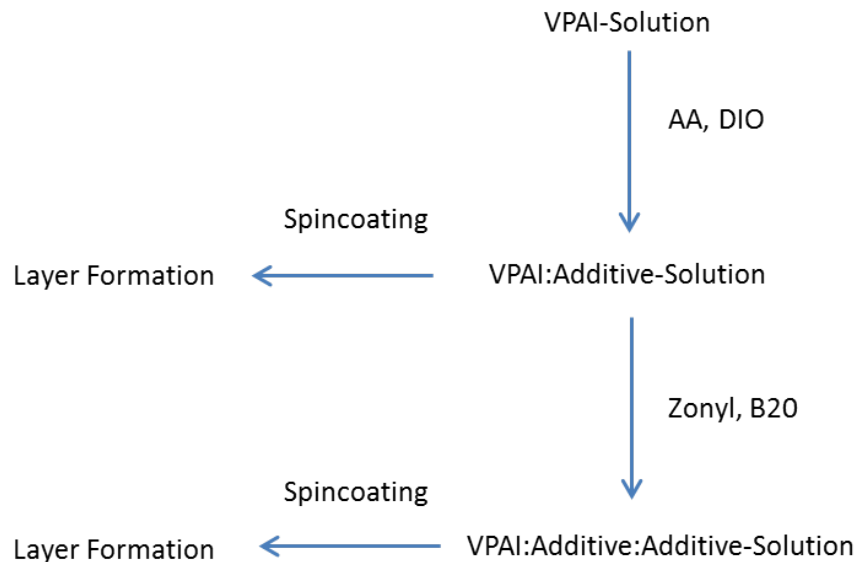 VPAI-Solution
AA, DIO
Spincoating
Layer Formation
VPAI:Additive-Solution
Zonyl, B20
Spincoating
Layer Formation
VPAI:Additive:Additive-Solution